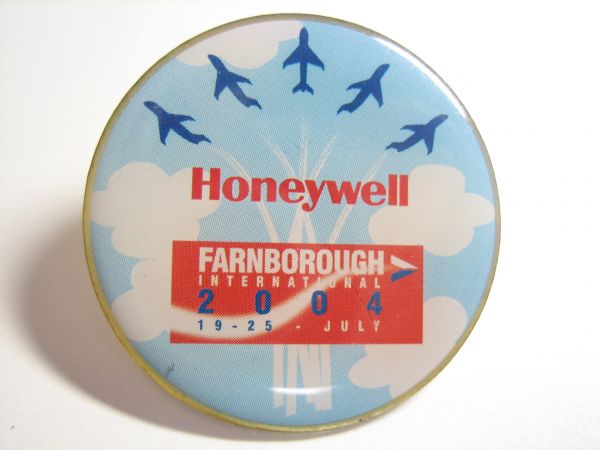 Honeywell
FARNBOROUGH
INTERNATIONAL
2004
19-25 - JULY